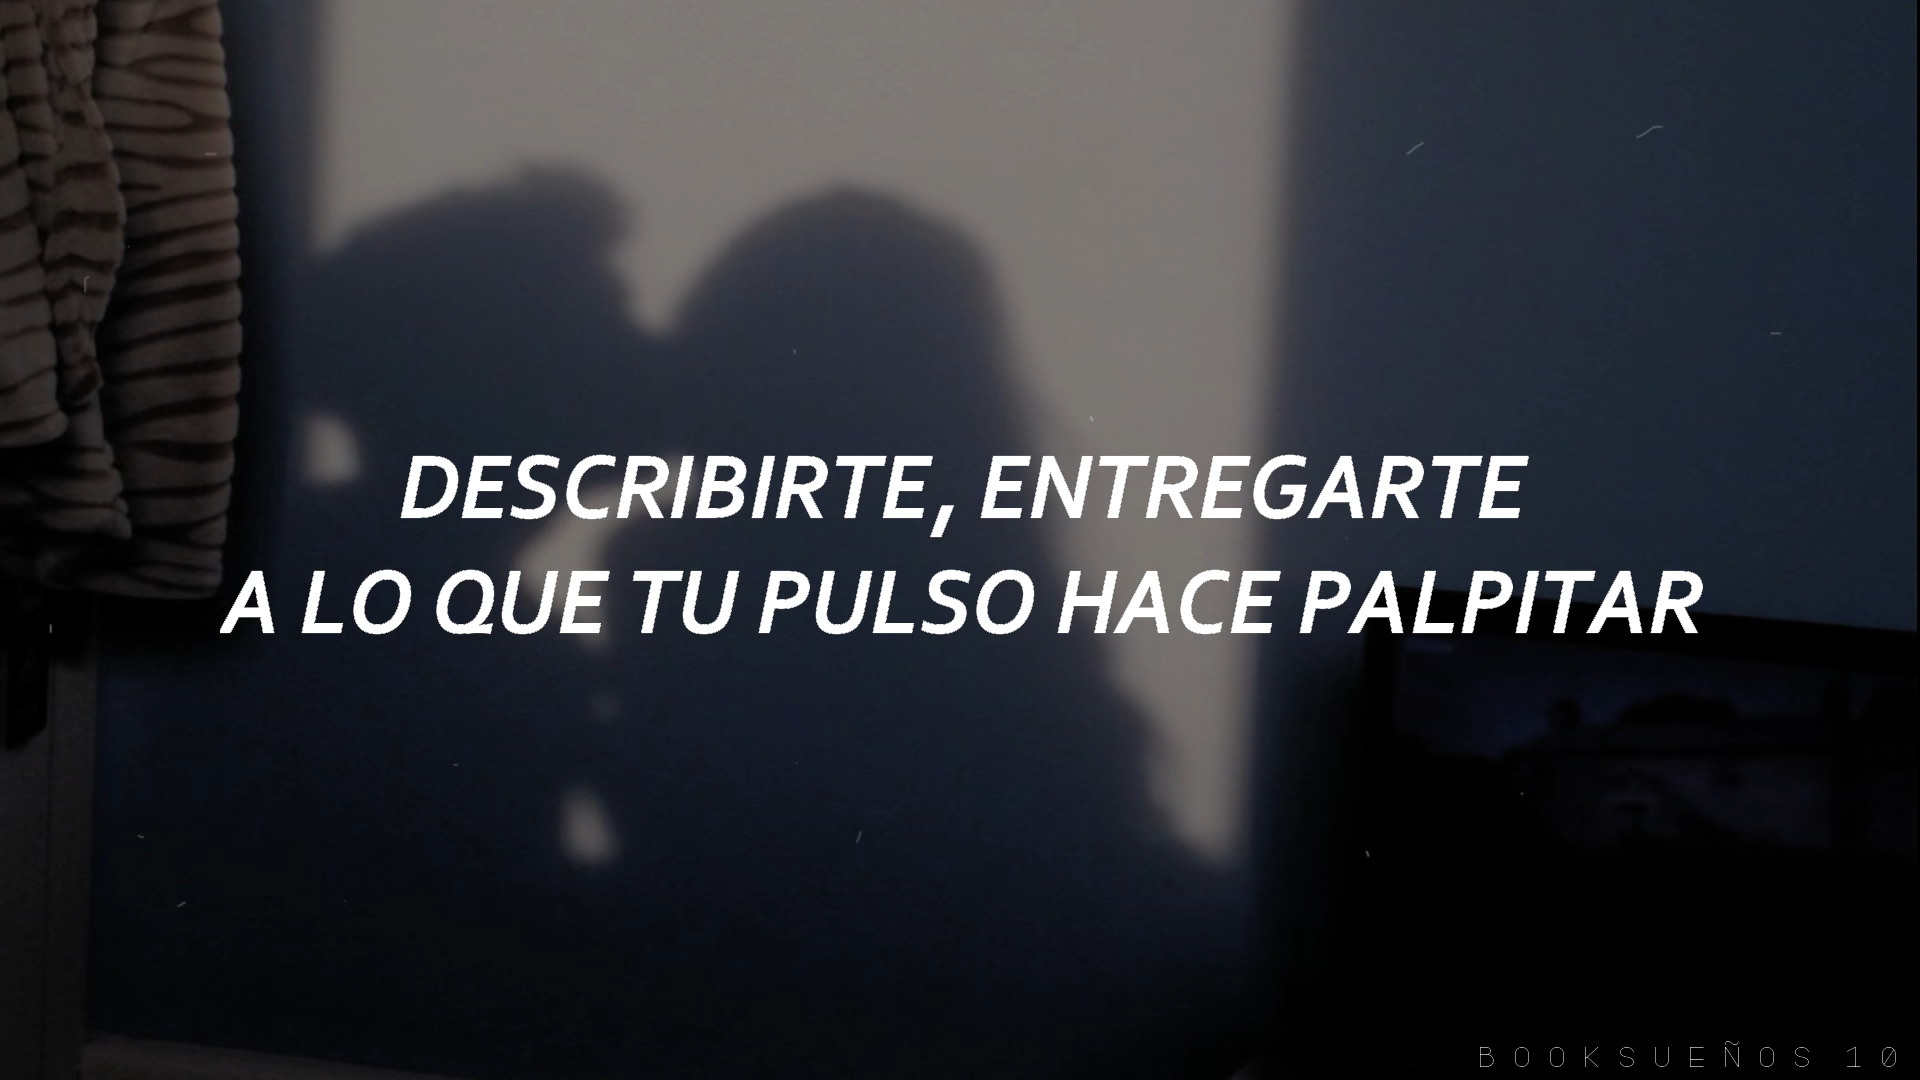 DESCRIBIRTE, ENTREGARTE
A LO QUE TU PULSO HACE PALPITAR
BOOKSUEÑOS 10